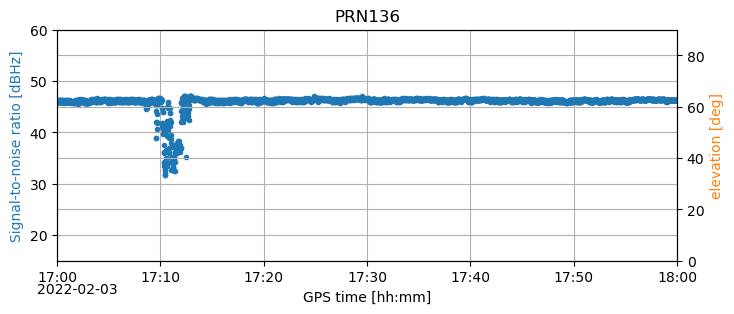 PRN136
60
50
40
30
20
Signal-to-noise ratio [dBHz]
80
60
40
20
0
elevation [deg]
17:00 17:10 17:20 17:30 17:40 17:50 18:00
2022-02-03
GPS time [hh:mm]